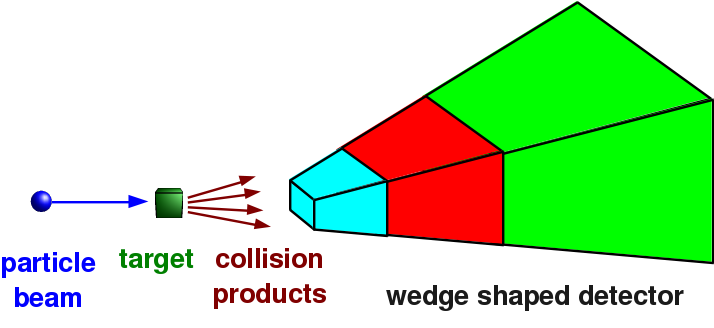 particle
beam
target
collision
products
wedge shaped detector